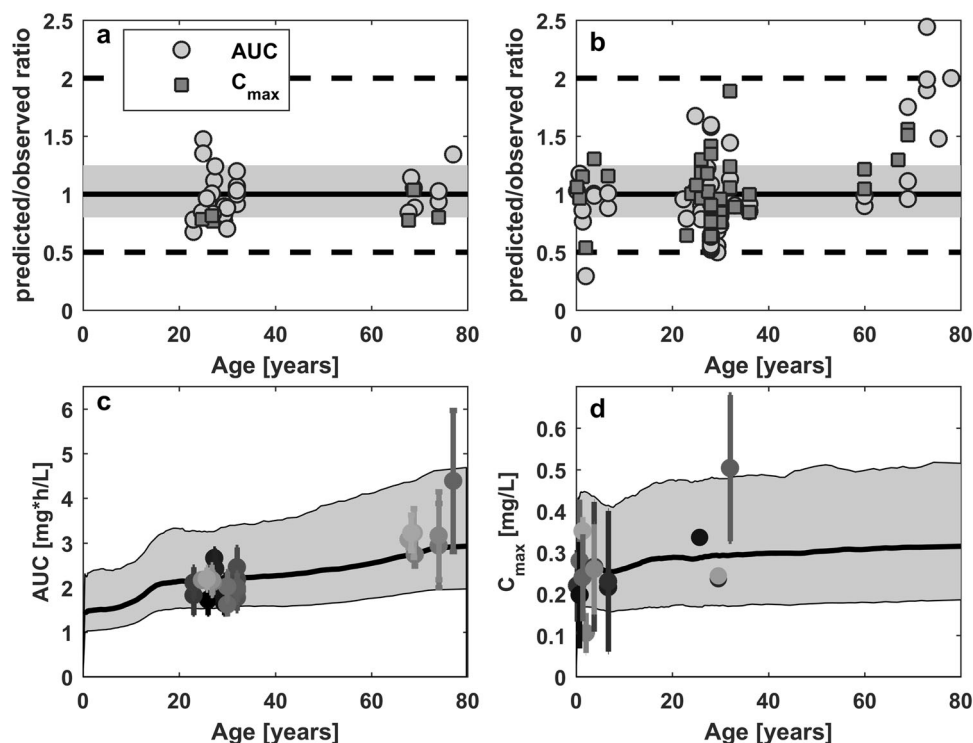 a
AUC
C_max
predicted/observed ratio
2.5
2
1.5
1
0.5
0
0 20 40 60 80
Age [years]
b
predicted/observed ratio
2.5
2
1.5
1
0.5
0
0 20 40 60 80
Age [years]
c
AUC [mg*h/L]
6
5
4
3
2
1
0
0 20 40 60 80
Age [years]
d
C_max [mg/L]
0.6
0.5
0.4
0.3
0.2
0.1
0
0 20 40 60 80
Age [years]